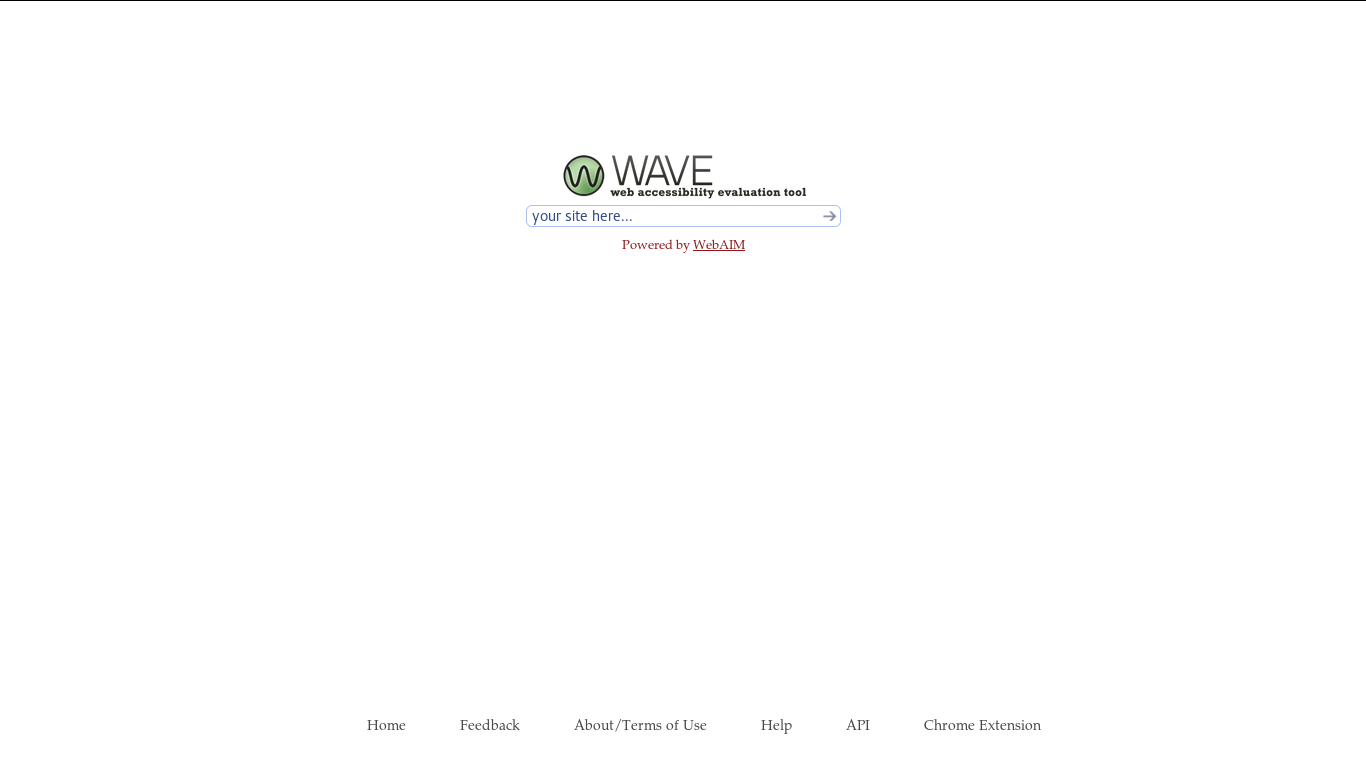 WAVE
web accessibility evaluation tool
your site here...
Powered by WebAIM
Home Feedback About/Terms of Use Help API Chrome Extension